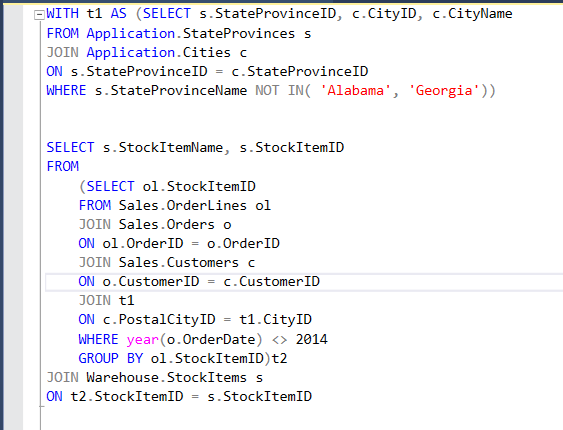 WITH t1 AS (SELECT s.StateProvinceID, c.CityID, c.CityName
FROM Application.StateProvinces s
JOIN Application.Cities c
ON s.StateProvinceID = c.StateProvinceID
WHERE s.StateProvinceName NOT IN( 'Alabama', 'Georgia'))
SELECT s.StockItemName, s.StockItemID
FROM
(SELECT ol.StockItemID
FROM Sales.OrderLines ol
JOIN Sales.Orders o
ON ol.OrderID = o.OrderID
JOIN Sales.Customers c
ON o.CustomerID = c.CustomerID
JOIN t1
ON c.PostalCityID = t1.CityID
WHERE year(o.OrderDate) <> 2014
GROUP BY ol.StockItemID)t2
JOIN Warehouse.StockItems s
ON t2.StockItemID = s.StockItemID